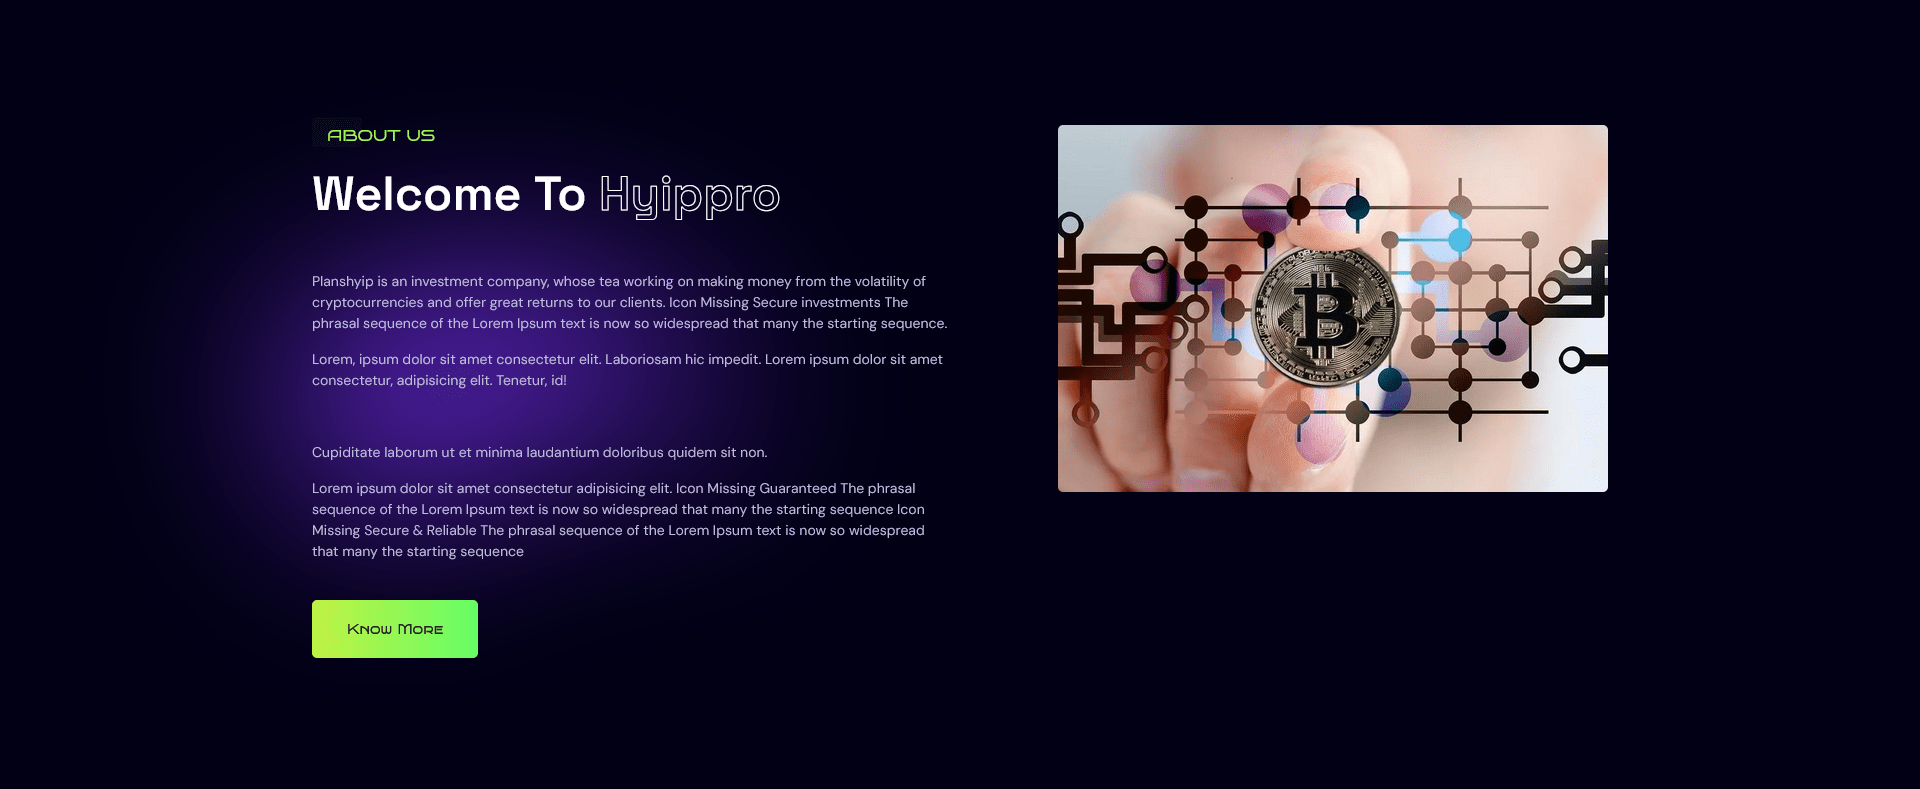 ABOUT US
Welcome To Hyippro
Planshyip is an investment company, whose tea working on making money from the volatility of
cryptocurrencies and offer great returns to our clients. Icon Missing Secure investments The
phrasal sequence of the Lorem Ipsum text is now so widespread that many the starting sequence.
Lorem, ipsum dolor sit amet consectetur elit. Laboriosam hic impedit. Lorem ipsum dolor sit amet
consectetur, adipisicing elit. Tenetur, id!
Cupiditate laborum ut et minima laudantium doloribus quidem sit non.
Lorem ipsum dolor sit amet consectetur adipisicing elit. Icon Missing Guaranteed The phrasal
sequence of the Lorem Ipsum text is now so widespread that many the starting sequence Icon
Missing Secure & Reliable The phrasal sequence of the Lorem Ipsum text is now so widespread
that many the starting sequence
Know More